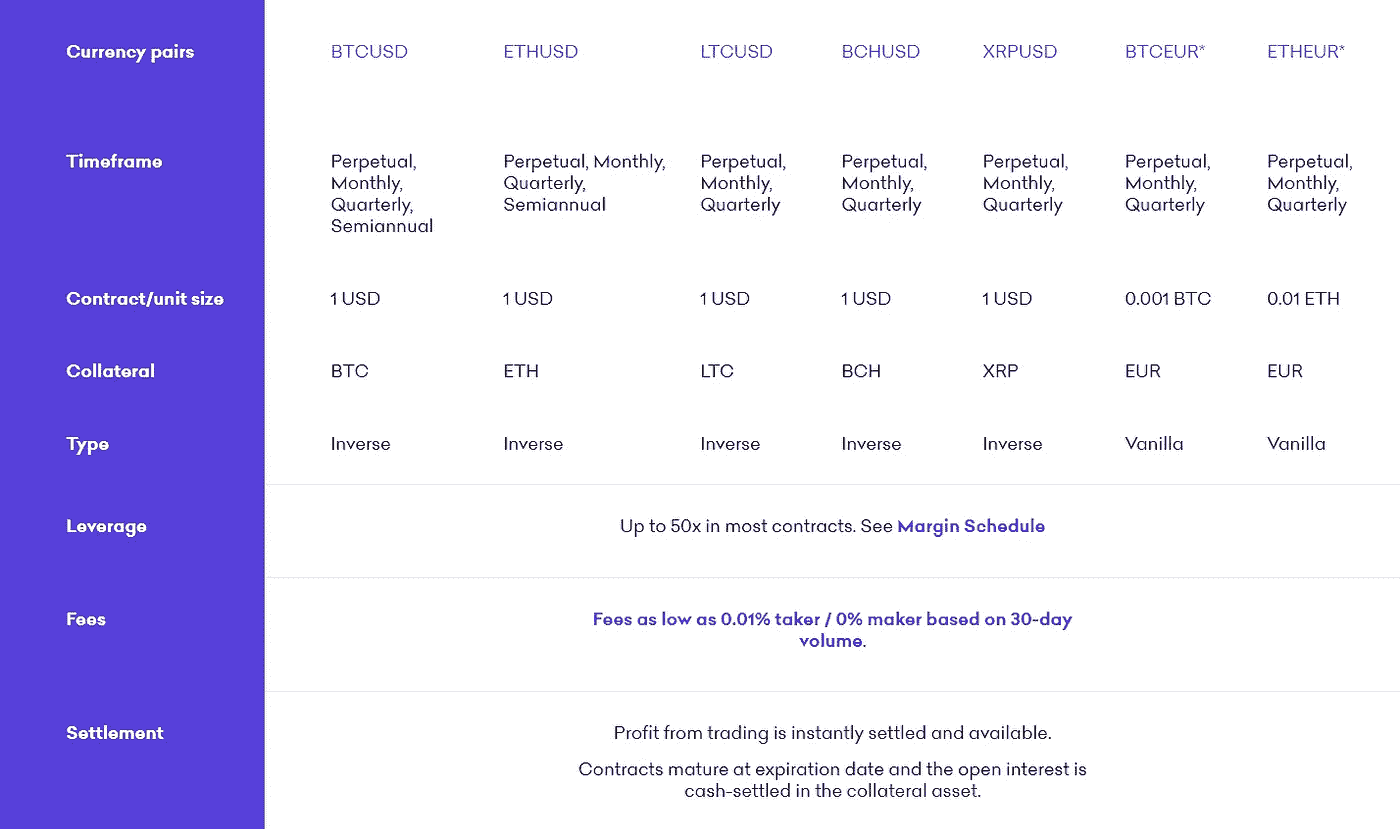 Currency pairs BTCUSD ETHUSD LTCUSD BCHUSD XRPUSD BTCEUR* ETHEUR*
Timeframe Perpetual, Perpetual, Monthly, Perpetual, Perpetual, Perpetual, Perpetual, Perpetual,
Monthly, Quarterly, Monthly, Monthly, Monthly, Monthly, Monthly,
Quarterly, Semiannual Quarterly Quarterly Quarterly Quarterly Quarterly
Semiannual
Contract/unit size 1 USD 1 USD 1 USD 1 USD 1 USD 0.001 BTC 0.01 ETH
Collateral BTC ETH LTC BCH XRP EUR EUR
Type Inverse Inverse Inverse Inverse Inverse Vanilla Vanilla
Leverage Up to 50x in most contracts. See Margin Schedule
Fees Fees as low as 0.01% taker / 0% maker based on 30-day
volume.
Settlement Profit from trading is instantly settled and available.
Contracts mature at expiration date and the open interest is
cash-settled in the collateral asset.